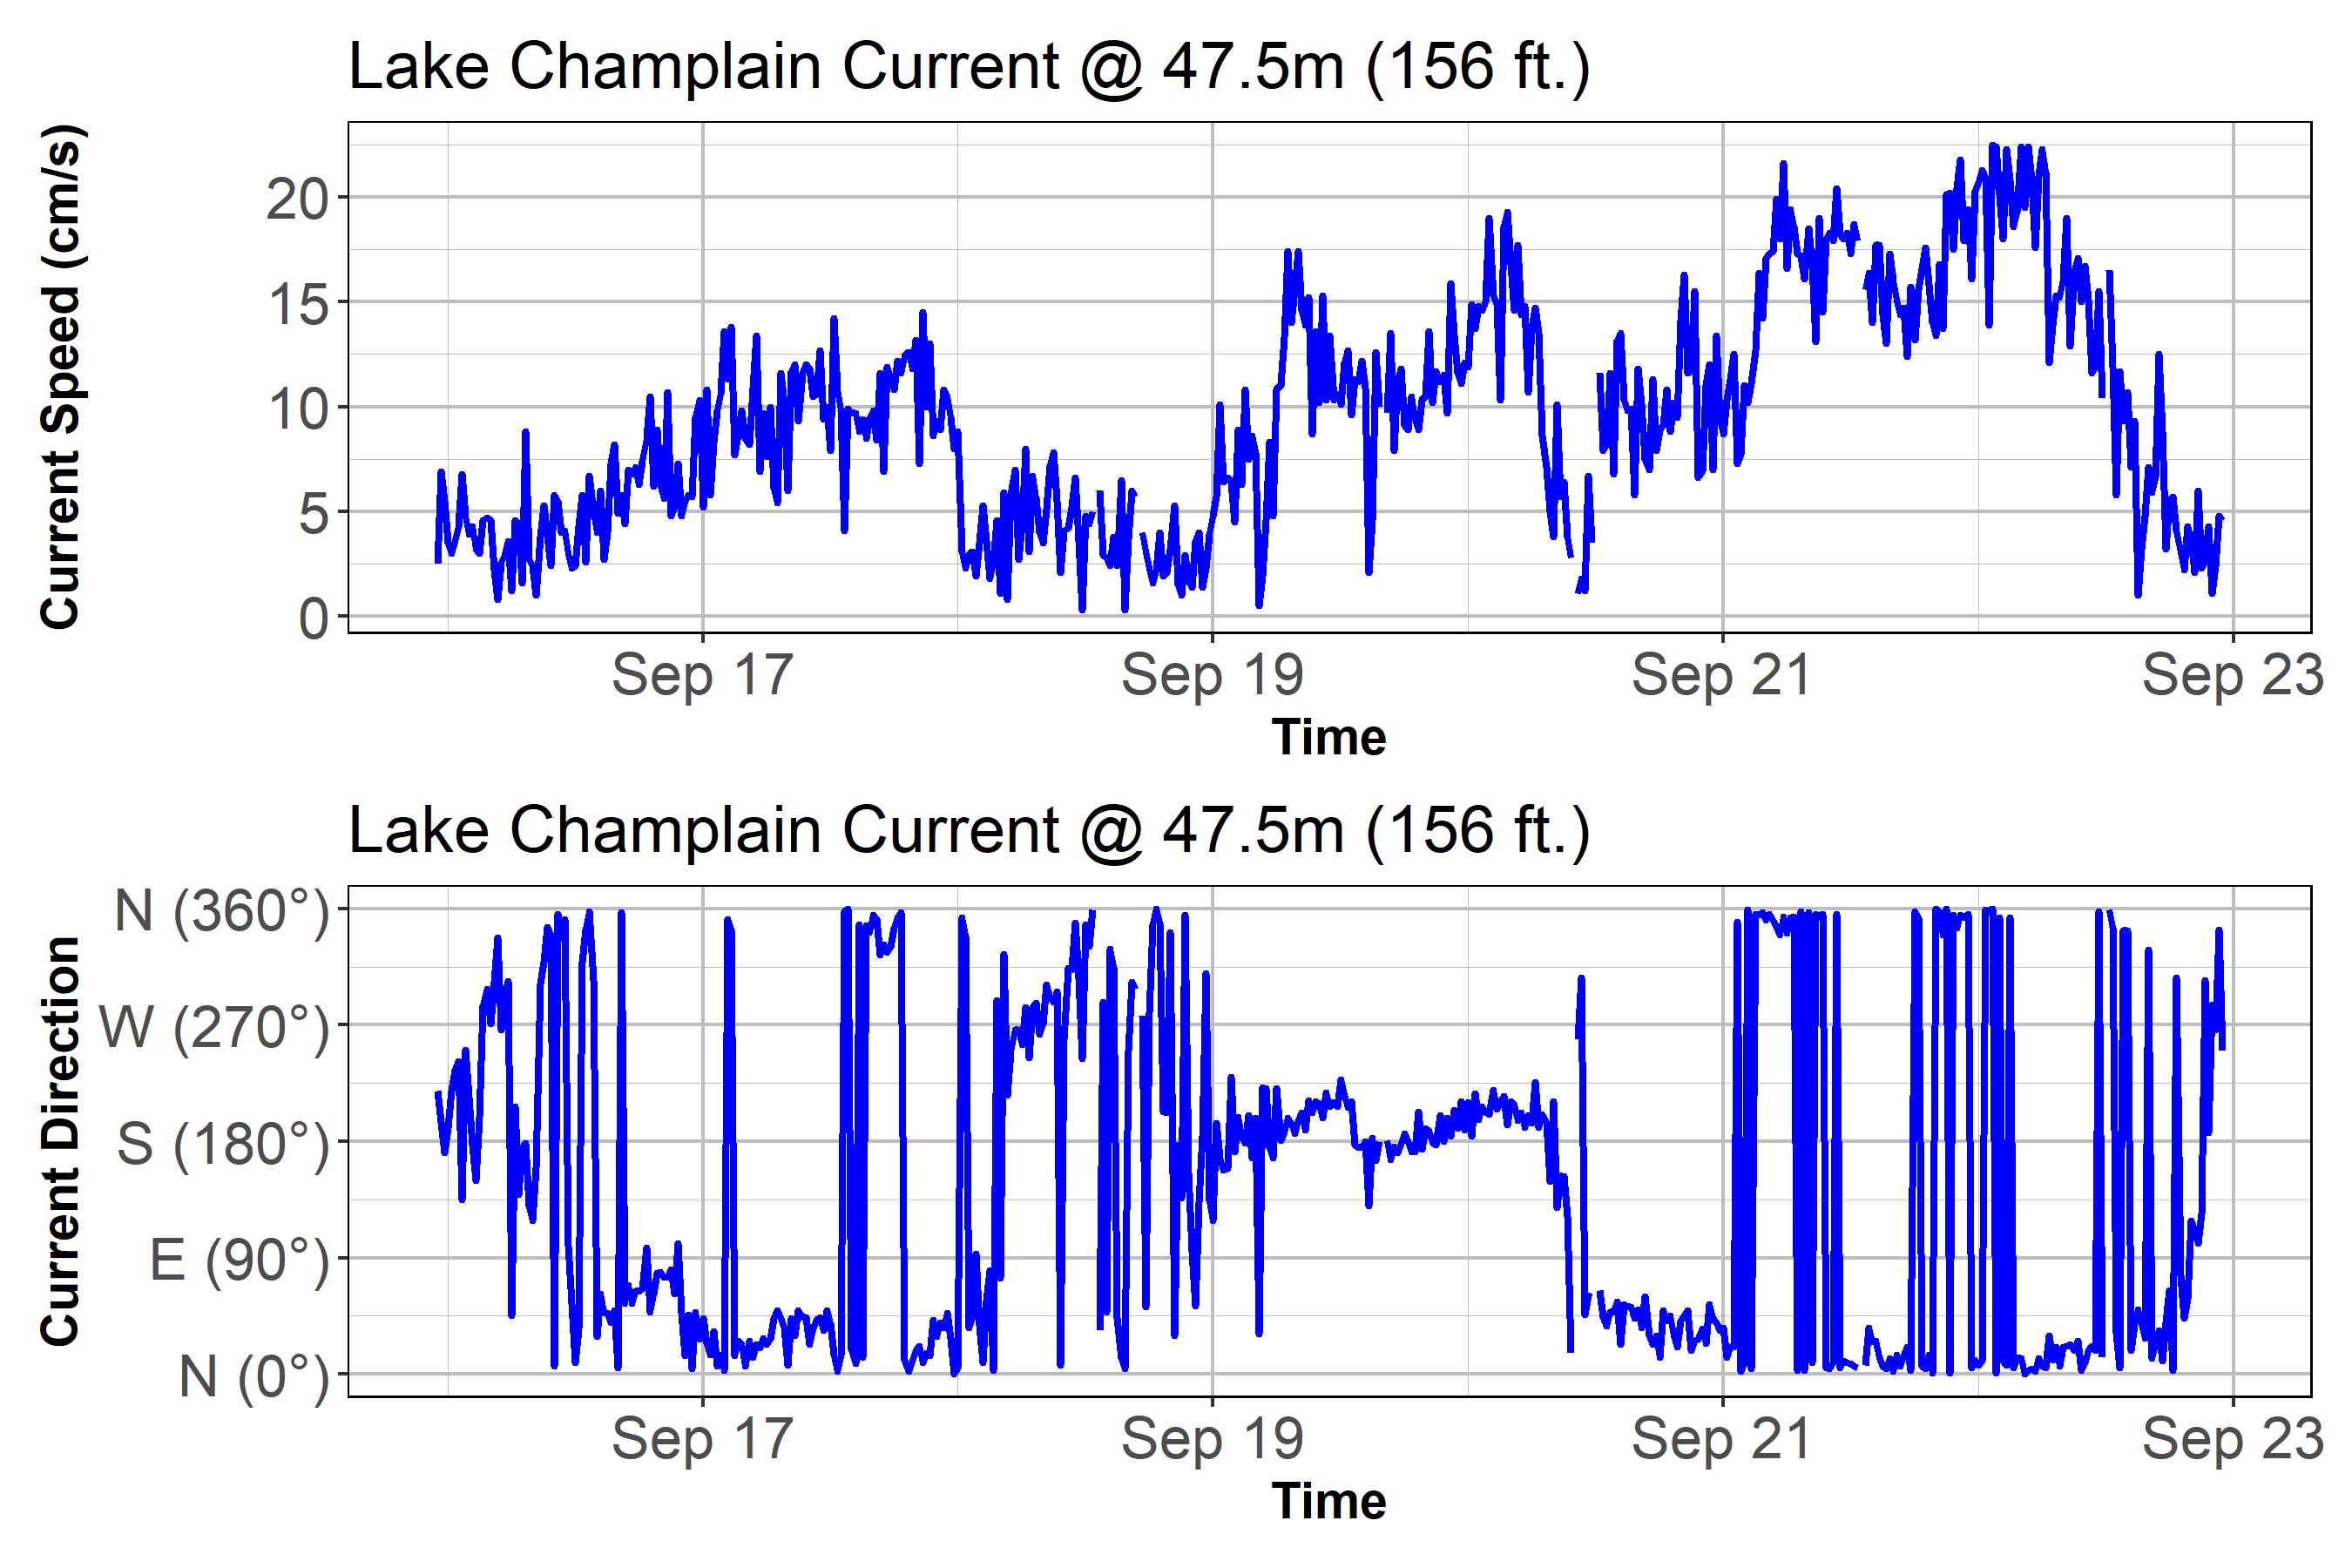 Lake Champlain Current @ 47.5m (156 ft.)
Current Speed (cm/s)
20
15
10
5
0
Sep 17
Sep 19
Sep 21
Sep 23
Time
Lake Champlain Current @ 47.5m (156 ft.)
Current Direction
N (360°)
W (270°)
S (180°)
E (90°)
N (0°)
Sep 17
Sep 19
Sep 21
Sep 23
Time